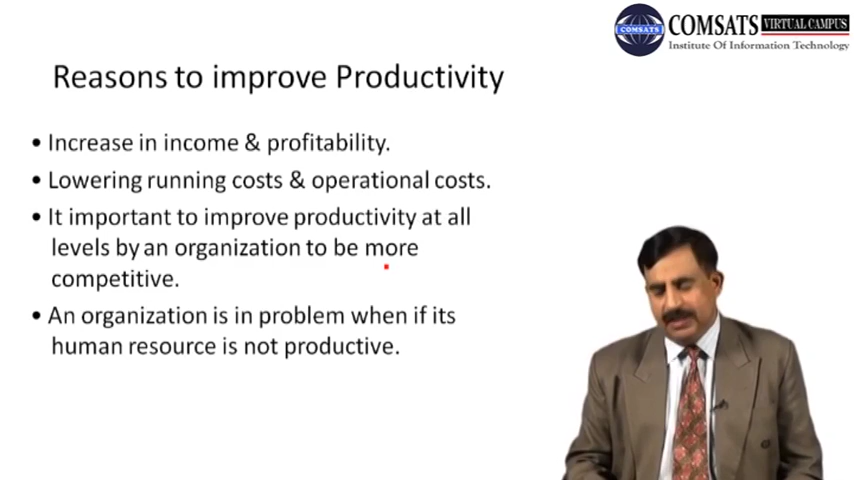 COMSATS VIRTUAL CAMPUS
COMSATS
Institute Of Information Technology
Reasons to improve Productivity
• Increase in income & profitability.
• Lowering running costs & operational costs.
• It important to improve productivity at all
levels by an organization to be more
competitive.
• An organization is in problem when if its
human resource is not productive.